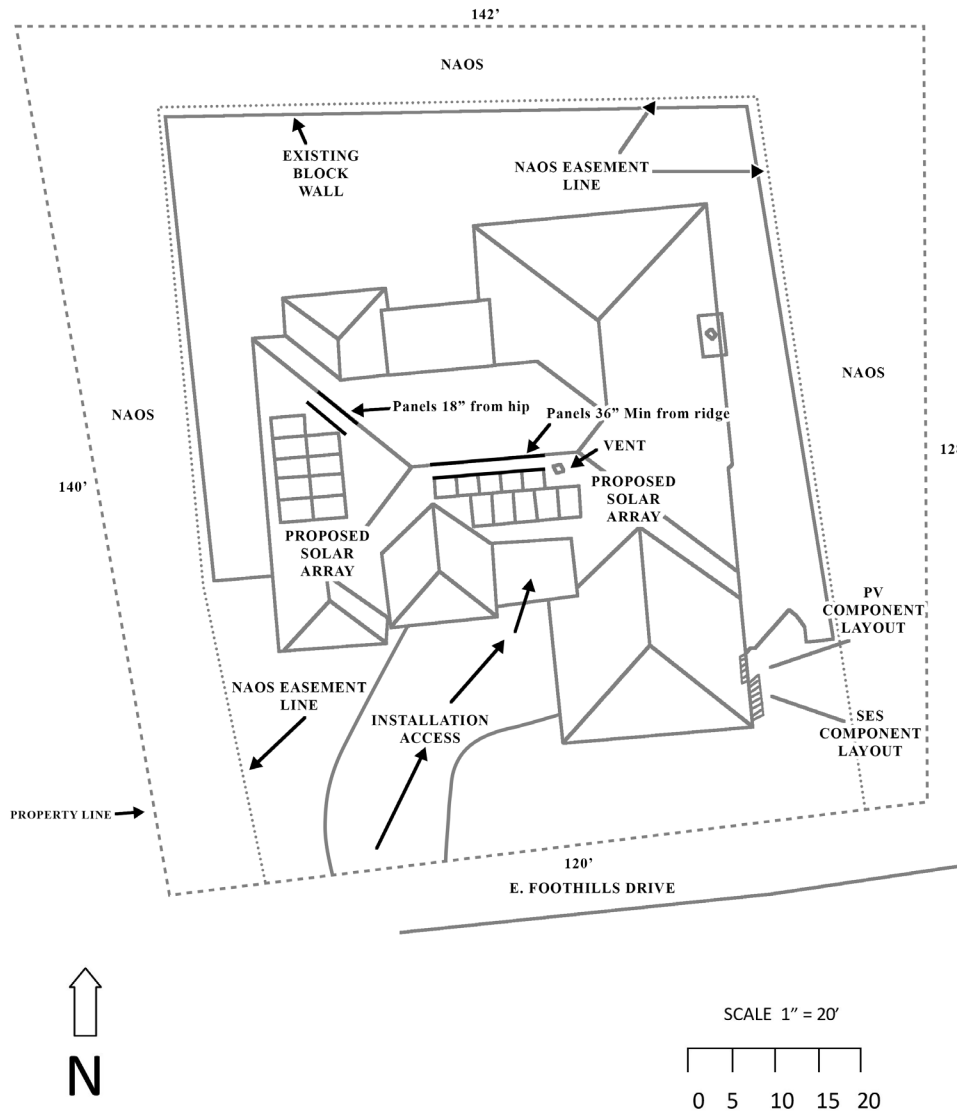 142’
NAOS
EXISTING
BLOCK
WALL
NAOS EASEMENT
LINE
NAOS
NAOS
Panels 18” from hip
Panels 36” Min from ridge
VENT
PROPOSED
SOLAR
ARRAY
140’
PROPOSED
SOLAR
ARRAY
PV
COMPONENT
LAYOUT
NAOS EASEMENT
LINE
INSTALLATION
ACCESS
SES
COMPONENT
LAYOUT
PROPERTY LINE
120’
E. FOOTHILLS DRIVE
N
SCALE 1” = 20’
0 5 10 15 20